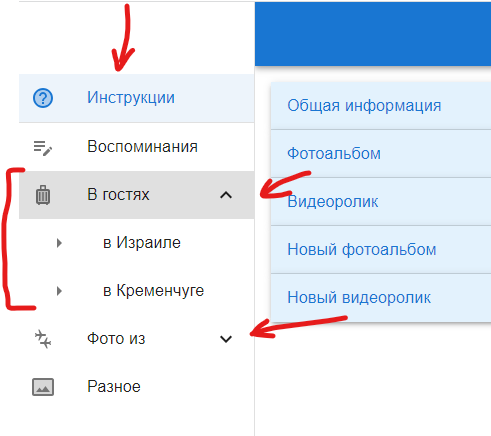 Инструкции
Воспоминания
В гостях
в Израиле
в Кременчуге
Фото из
Разное
Общая информация
Фотоальбом
Видеоролик
Новый фотоальбом
Новый видеоролик